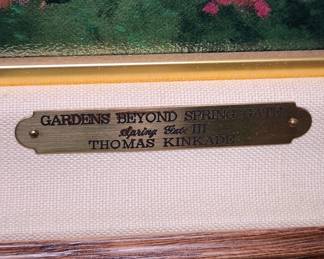 GARDENS BEYOND SPRING GATE
Spring Gate III
THOMAS KINKADE